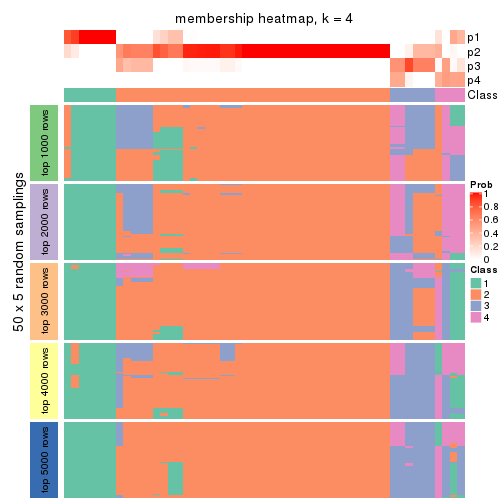 membership heatmap, k = 4
p1
p2
p3
p4
Class
50 x 5 random samplings
top 1000 rows
top 2000 rows
top 3000 rows
top 4000 rows
top 5000 rows
Prob
1
0.8
0.6
0.4
0.2
0
Class
1
2
3
4